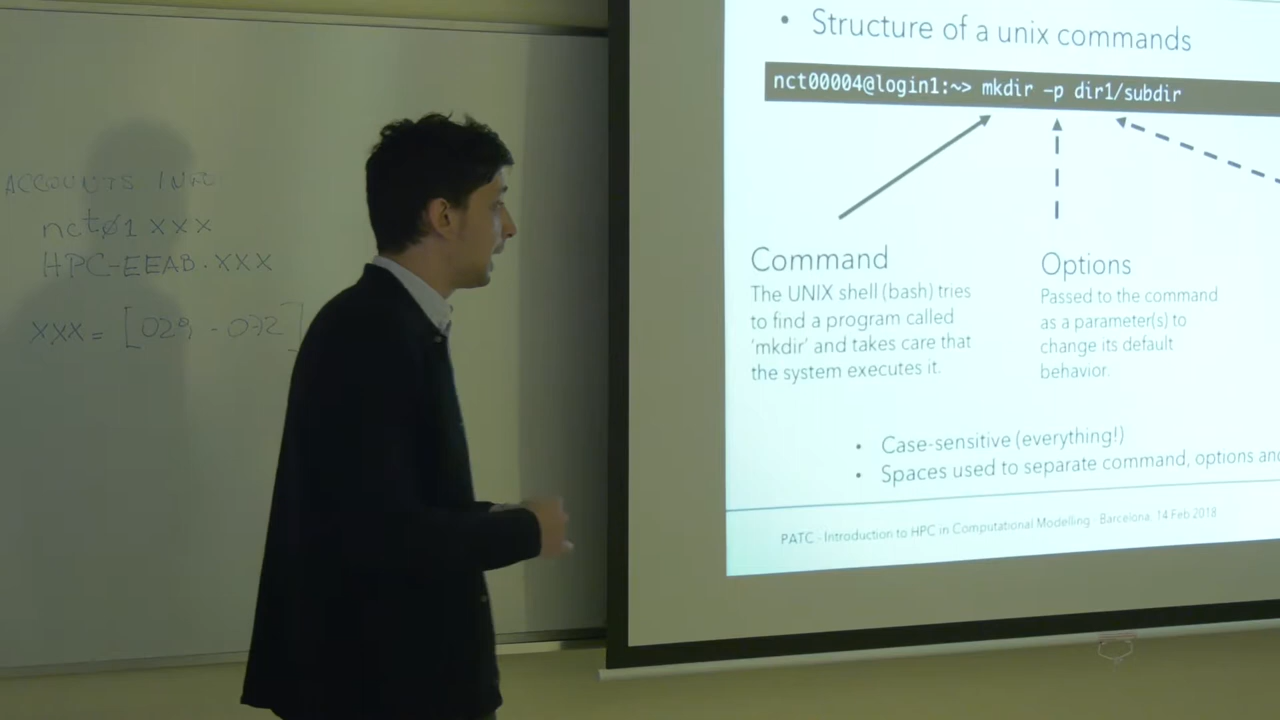 ACCOUNTS INFO
nctØ1XXX
HPC-EEAB.XXX
XXX = [029 - 072]
• Structure of a unix commands
nct00004@login1:~> mkdir -p dir1/subdir
Command
The UNIX shell (bash) tries
to find a program called
'mkdir' and takes care that
the system executes it.
Options
Passed to the command
as a parameter(s) to
change its default
behavior.
• Case-sensitive (everything!)
• Spaces used to separate command, options and
PATC - Introduction to HPC in Computational Modelling Barcelona, 14 Feb 2018